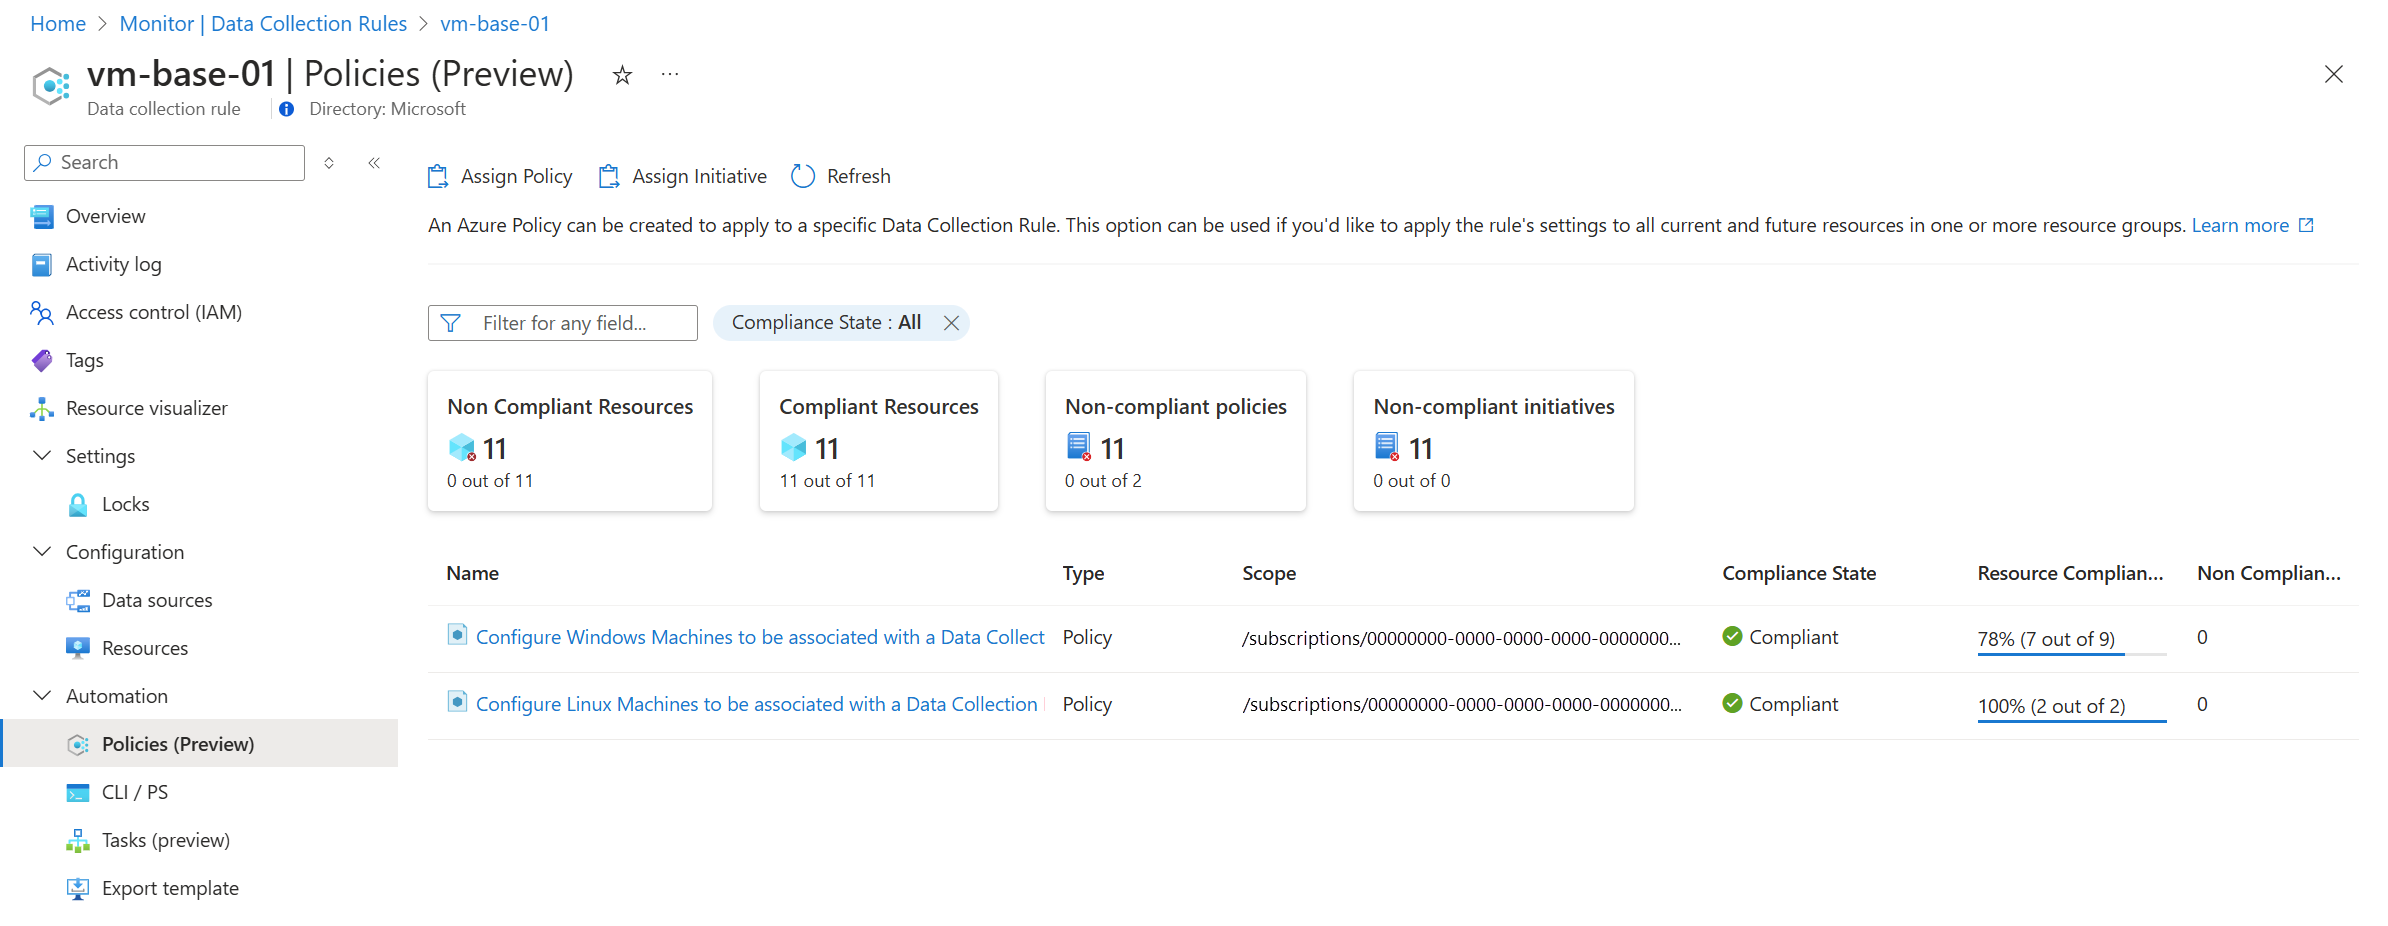 Home > Monitor | Data Collection Rules > vm-base-01
vm-base-01 | Policies (Preview)
Data collection rule
Directory: Microsoft
Search
Overview
Activity log
Access control (IAM)
Tags
Resource visualizer
Settings
Locks
Configuration
Data sources
Resources
Automation
Policies (Preview)
CLI / PS
Tasks (preview)
Export template
Assign Policy
Assign Initiative
Refresh
An Azure Policy can be created to apply to a specific Data Collection Rule. This option can be used if you'd like to apply the rule's settings to all current and future resources in one or more resource groups. Learn more
Filter for any field...
Compliance State : All
Non Compliant Resources
11
0 out of 11
Compliant Resources
11
11 out of 11
Non-compliant policies
11
0 out of 2
Non-compliant initiatives
11
0 out of 0
Name Type Scope Compliance State Resource Complian... Non Complian...
Configure Windows Machines to be associated with a Data Collect Policy /subscriptions/00000000-0000-0000-0000-0000000... Compliant 78% (7 out of 9) 0
Configure Linux Machines to be associated with a Data Collection Policy /subscriptions/00000000-0000-0000-0000-0000000... Compliant 100% (2 out of 2) 0